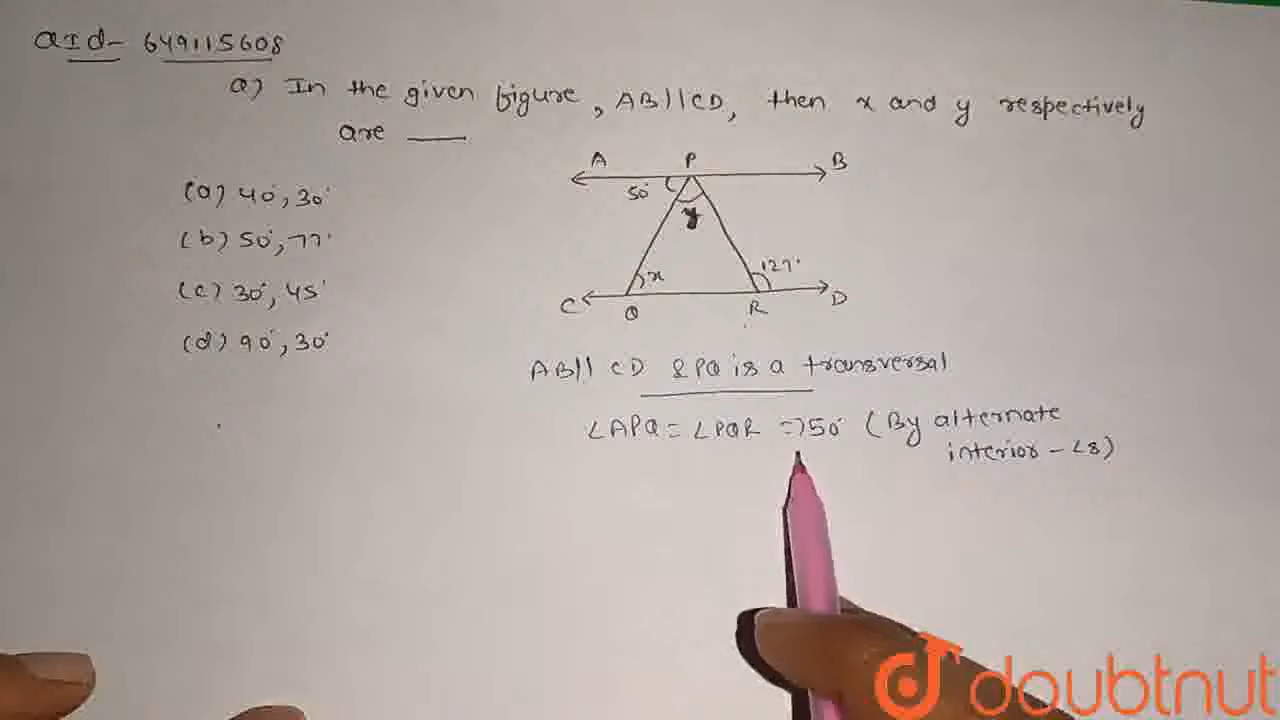 QId- 649115608
a) In the given figure, AB||CD, then x and y respectively
are ___
(a) 40°, 30°
(b) 50°, 77°
(c) 30°, 45°
(d) 90°, 30°
A P B
50°
y
x 127°
C Q R D
AB|| CD & PQ is a transversal
∠APQ = ∠PQR => 50° (By alternate
interior - ∠s)
doubtnut